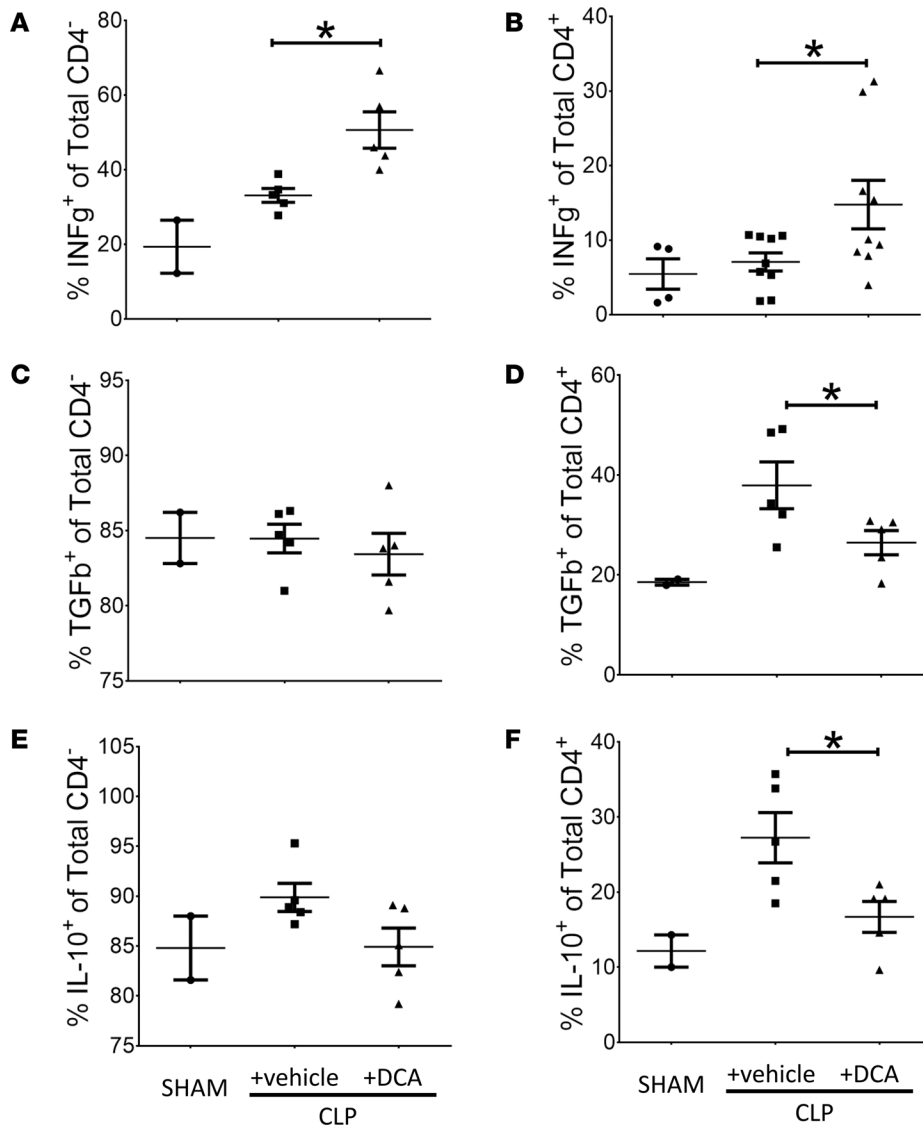 A
% INFg+ of Total CD4-
80
60
40
20
0
*
B
% INFg+ of Total CD4+
40
30
20
10
0
*
C
% TGFb+ of Total CD4-
95
90
85
80
75
D
% TGFb+ of Total CD4+
60
40
20
0
*
E
% IL-10+ of Total CD4-
105
100
95
90
85
80
75
F
% IL-10+ of Total CD4+
40
30
20
10
0
*
SHAM +vehicle +DCA
CLP
SHAM +vehicle +DCA
CLP